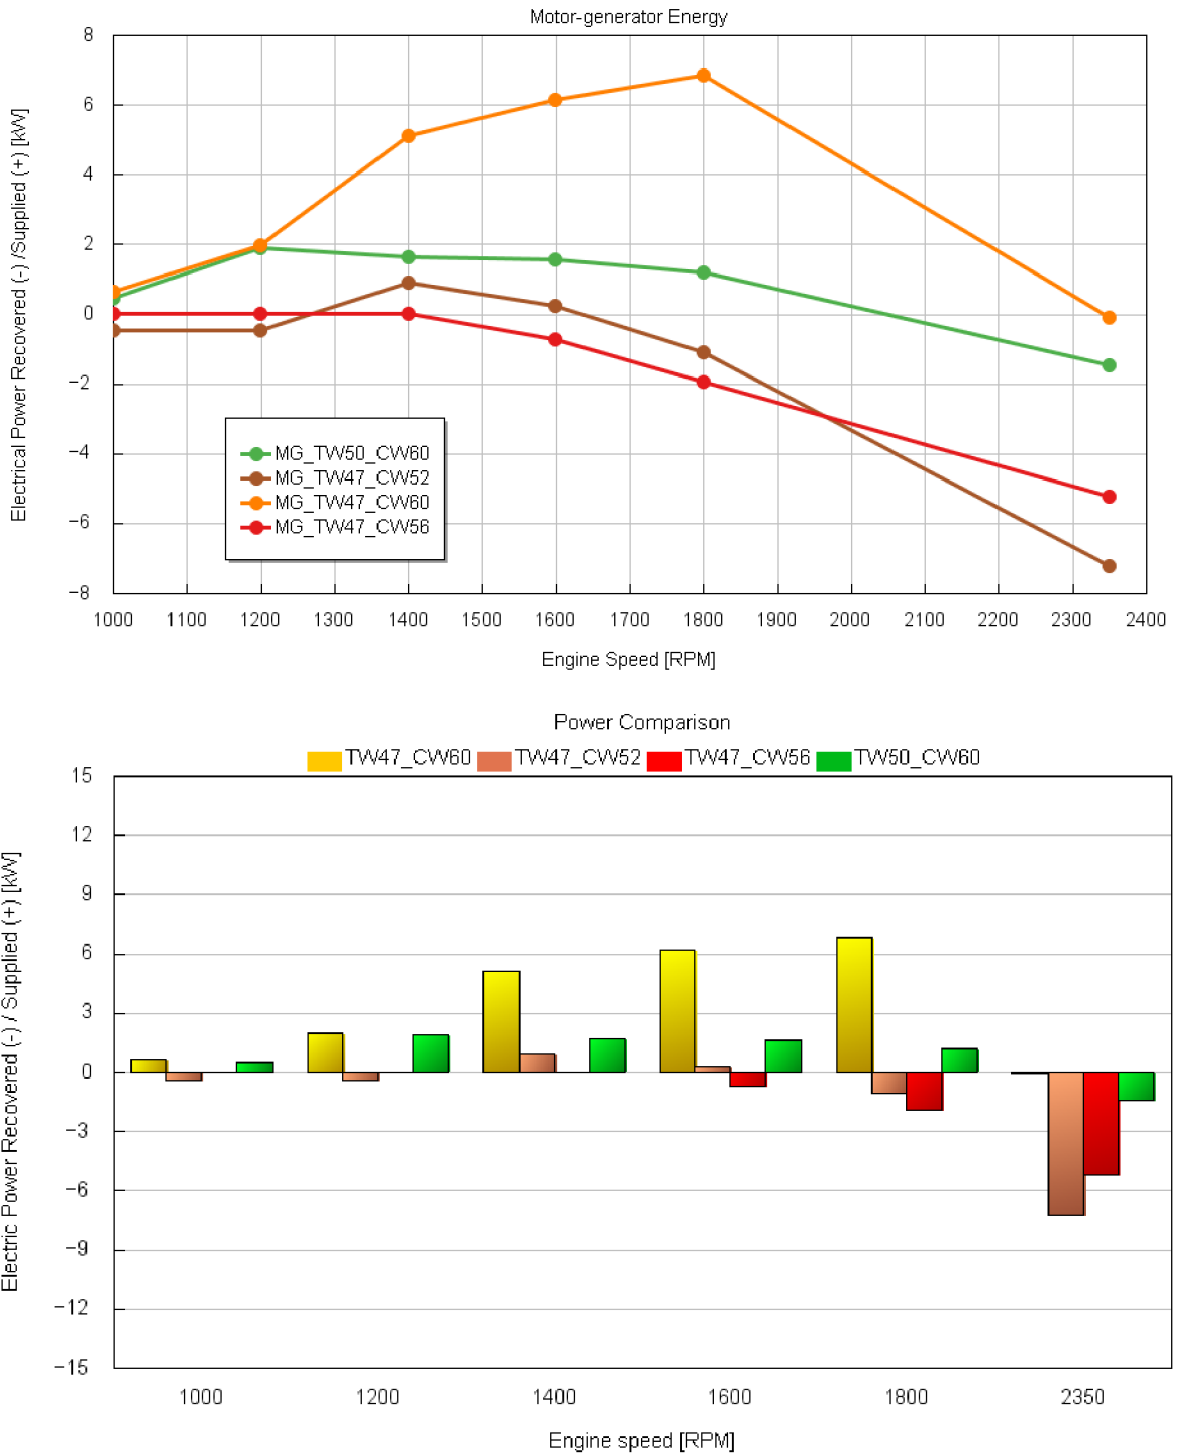 Motor-generator Energy
Electrical Power Recovered (-) /Supplied (+) [kW]
8
6
4
2
0
−2
−4
−6
−8
MG_TW50_CW60
MG_TW47_CW52
MG_TW47_CW60
MG_TW47_CW56
1000 1100 1200 1300 1400 1500 1600 1700 1800 1900 2000 2100 2200 2300 2400
Engine Speed [RPM]
Power Comparison
TW47_CW60 TW47_CW52 TW47_CW56 TW50_CW60
Electric Power Recovered (-) / Supplied (+) [kW]
15
12
9
6
3
0
−3
−6
−9
−12
−15
1000 1200 1400 1600 1800 2350
Engine speed [RPM]